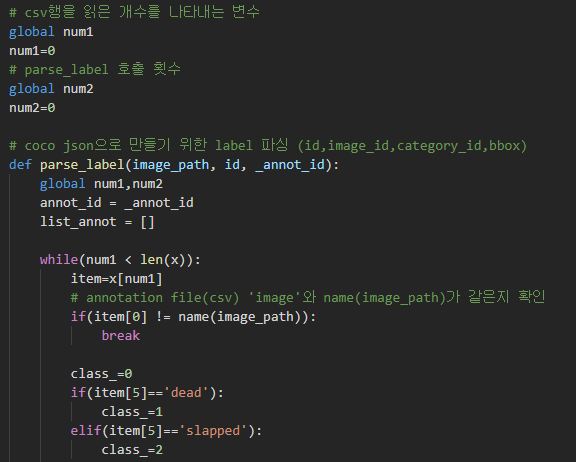 # csv행을 읽은 개수를 나타내는 변수
global num1
num1=0
# parse_label 호출 횟수
global num2
num2=0
# coco json으로 만들기 위한 label 파싱 (id,image_id,category_id,bbox)
def parse_label(image_path, id, _annot_id):
    global num1,num2
    annot_id = _annot_id
    list_annot = []
    while(num1 < len(x)):
        item=x[num1]
        # annotation file(csv) 'image'와 name(image_path)가 같은지 확인
        if(item[0] != name(image_path)):
            break
        class_=0
        if(item[5]=='dead'):
            class_=1
        elif(item[5]=='slapped'):
            class_=2